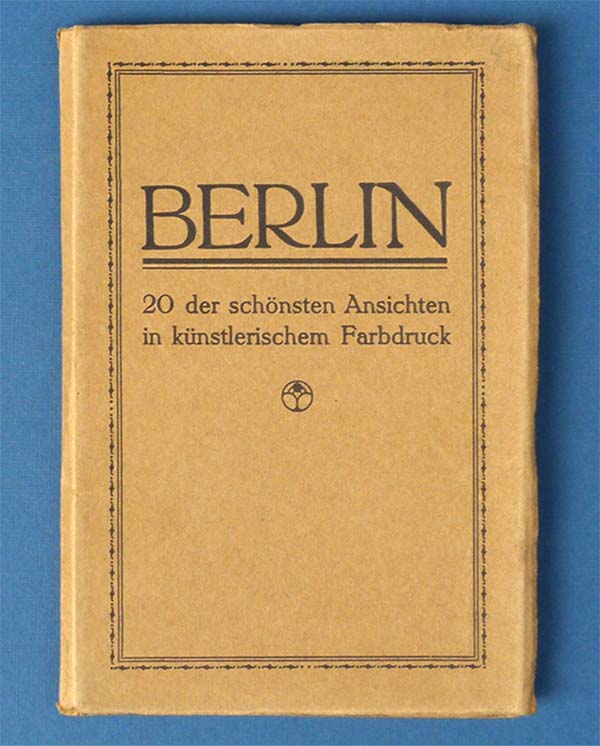 BERLIN
20 der schönsten Ansichten
in künstlerischem Farbdruck